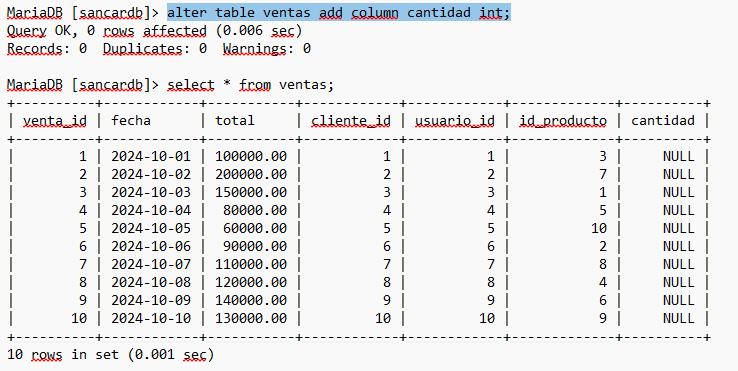 MariaDB [sancardb]> alter table ventas add column cantidad int;
Query OK, 0 rows affected (0.006 sec)
Records: 0  Duplicates: 0  Warnings: 0

MariaDB [sancardb]> select * from ventas;
+----------+------------+-----------+------------+------------+-------------+----------+
| venta_id | fecha      | total     | cliente_id | usuario_id | id_producto | cantidad |
+----------+------------+-----------+------------+------------+-------------+----------+
|        1 | 2024-10-01 | 100000.00 |          1 |          1 |           3 |     NULL |
|        2 | 2024-10-02 | 200000.00 |          2 |          2 |           7 |     NULL |
|        3 | 2024-10-03 | 150000.00 |          3 |          3 |           1 |     NULL |
|        4 | 2024-10-04 |  80000.00 |          4 |          4 |           5 |     NULL |
|        5 | 2024-10-05 |  60000.00 |          5 |          5 |          10 |     NULL |
|        6 | 2024-10-06 |  90000.00 |          6 |          6 |           2 |     NULL |
|        7 | 2024-10-07 | 110000.00 |          7 |          7 |           8 |     NULL |
|        8 | 2024-10-08 | 120000.00 |          8 |          8 |           4 |     NULL |
|        9 | 2024-10-09 | 140000.00 |          9 |          9 |           6 |     NULL |
|       10 | 2024-10-10 | 130000.00 |         10 |         10 |           9 |     NULL |
+----------+------------+-----------+------------+------------+-------------+----------+
10 rows in set (0.001 sec)